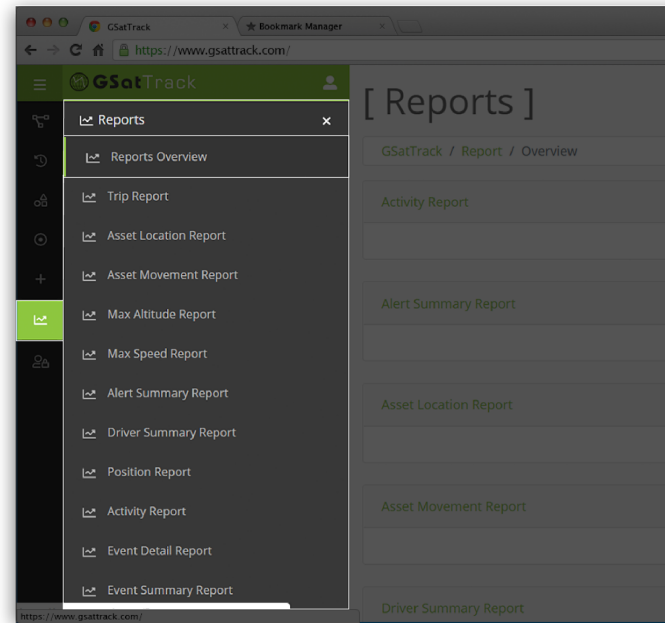 GSatTrack
Bookmark Manager
https://www.gsattrack.com/
GSatTrack
Reports
Reports Overview
Trip Report
Asset Location Report
Asset Movement Report
Max Altitude Report
Max Speed Report
Alert Summary Report
Driver Summary Report
Position Report
Activity Report
Event Detail Report
Event Summary Report
[ Reports ]
GSatTrack / Report / Overview
Activity Report
Alert Summary Report
Asset Location Report
Asset Movement Report
Driver Summary Report
https://www.gsattrack.com/